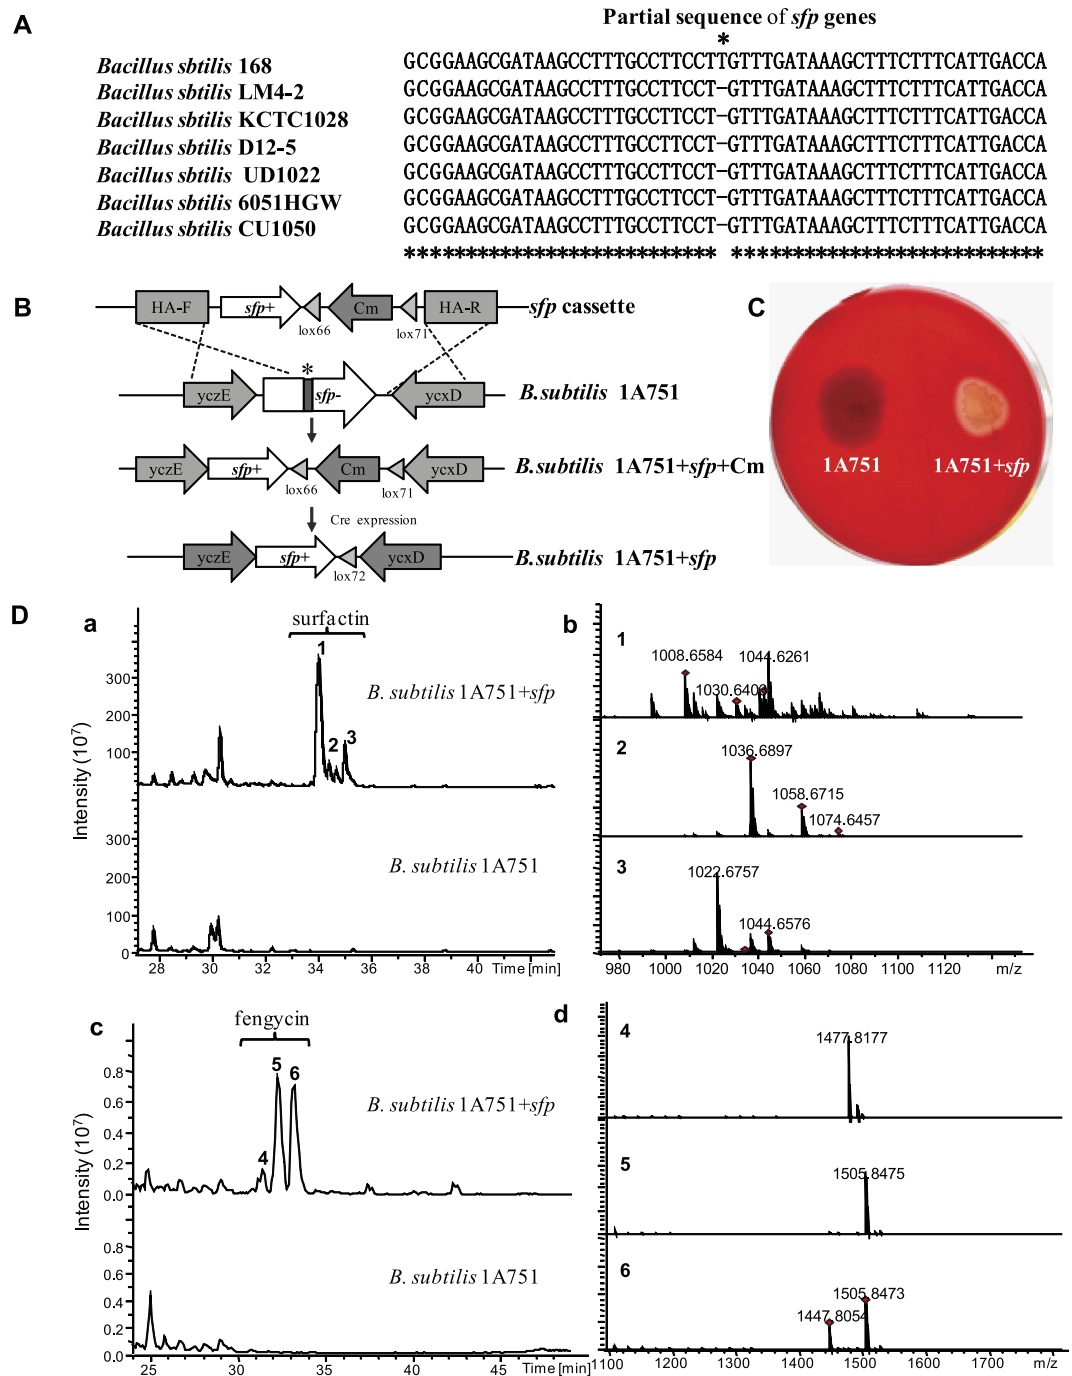 A
Partial sequence of sfp genes
*
Bacillus sbtilis 168 GCGGAAGCGATAAGCCTTTGCCTTCCTTGTTTGATAAAGCTTTCTTTCATTGACCA
Bacillus sbtilis LM4-2 GCGGAAGCGATAAGCCTTTGCCTTCCT-GTTTGATAAAGCTTTCTTTCATTGACCA
Bacillus sbtilis KCTC1028 GCGGAAGCGATAAGCCTTTGCCTTCCT-GTTTGATAAAGCTTTCTTTCATTGACCA
Bacillus sbtilis D12-5 GCGGAAGCGATAAGCCTTTGCCTTCCT-GTTTGATAAAGCTTTCTTTCATTGACCA
Bacillus sbtilis UD1022 GCGGAAGCGATAAGCCTTTGCCTTCCT-GTTTGATAAAGCTTTCTTTCATTGACCA
Bacillus sbtilis 6051HGW GCGGAAGCGATAAGCCTTTGCCTTCCT-GTTTGATAAAGCTTTCTTTCATTGACCA
Bacillus sbtilis CU1050 GCGGAAGCGATAAGCCTTTGCCTTCCT-GTTTGATAAAGCTTTCTTTCATTGACCA
*************************** ****************************
B
HA-F sfp+ lox66 Cm lox71 HA-R sfp cassette
*
yczE sfp- ycxD B.subtilis 1A751
yczE sfp+ lox66 Cm lox71 ycxD B.subtilis 1A751+sfp+Cm
Cre expression
yczE sfp+ lox72 ycxD B.subtilis 1A751+sfp
C
1A751 1A751+sfp
D
a
surfactin
1
2
3
B. subtilis 1A751+sfp
300
200
100
Intensity (10⁷)
B. subtilis 1A751
300
200
100
0
28 30 32 34 36 38 40 Time [min]
b
1
1008.6584
1030.6409
1044.6261
2
1036.6897
1058.6715
1074.6457
3
1022.6757
1044.6576
980 1000 1020 1040 1060 1080 1100 1120 m/z
c
fengycin
4
5
6
B. subtilis 1A751+sfp
0.8
0.6
0.4
0.2
0.0
Intensity (10⁷)
B. subtilis 1A751
0.8
0.6
0.4
0.2
0.0
25 30 35 40 45 Time [min]
d
4
1477.8177
5
1505.8475
6
1505.8473
1447.8054
1100 1200 1300 1400 1500 1600 1700 m/z